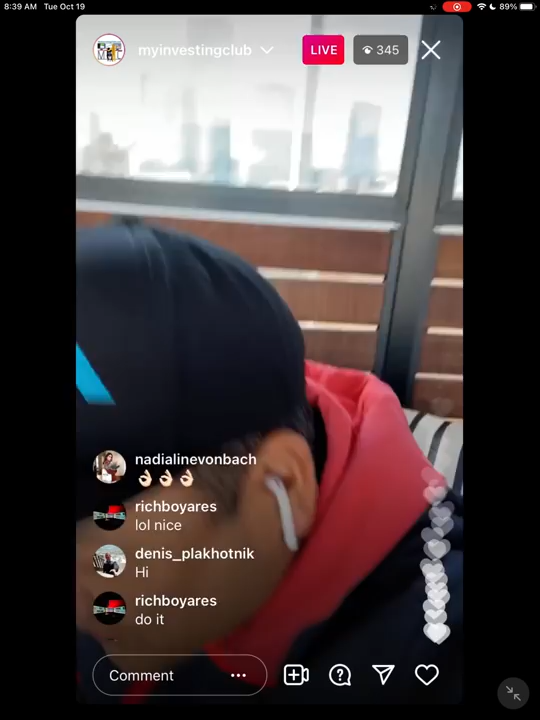 8:39 AM Tue Oct 19
89%
myinvestingclub
LIVE
345
nadialinevonbach
👌🏻👌🏻👌🏻
richboyares
lol nice
denis_plakhotnik
Hi
richboyares
do it
Comment